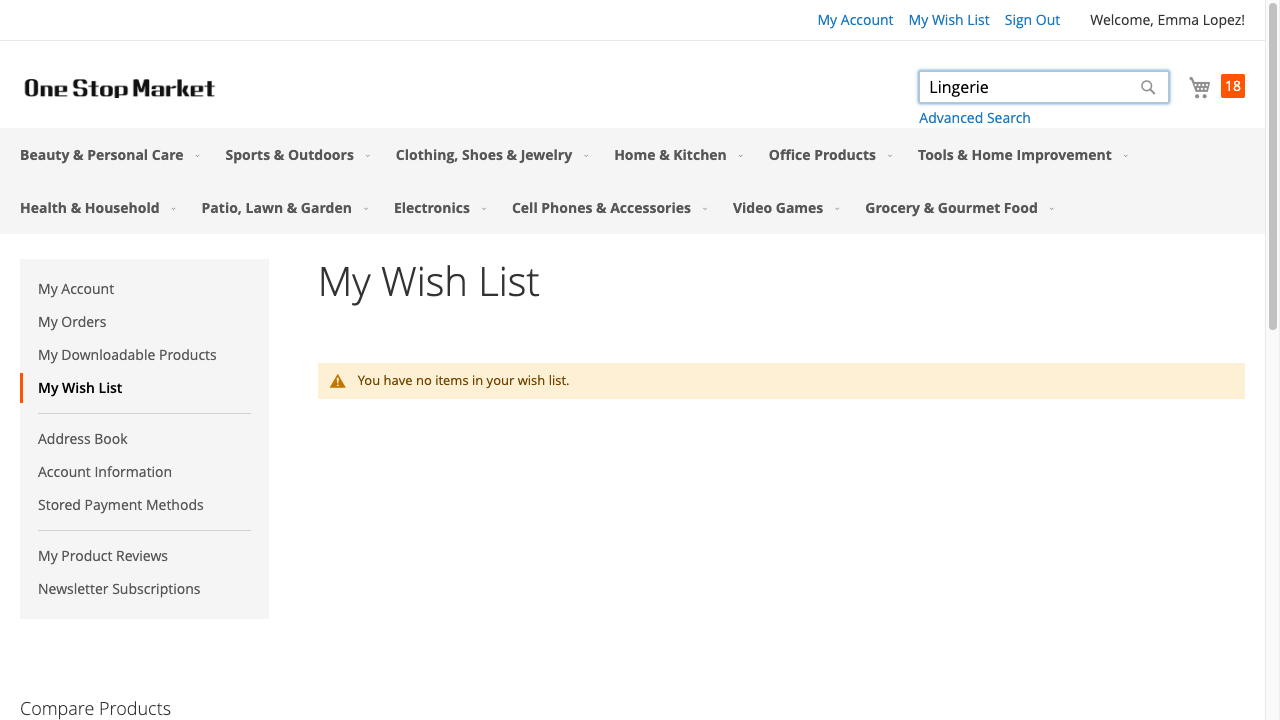 My Account My Wish List Sign Out Welcome, Emma Lopez!
One Stop Market
Lingerie
18
Advanced Search
Beauty & Personal Care Sports & Outdoors Clothing, Shoes & Jewelry Home & Kitchen Office Products Tools & Home Improvement
Health & Household Patio, Lawn & Garden Electronics Cell Phones & Accessories Video Games Grocery & Gourmet Food
My Account
My Orders
My Downloadable Products
My Wish List
Address Book
Account Information
Stored Payment Methods
My Product Reviews
Newsletter Subscriptions
My Wish List
You have no items in your wish list.
Compare Products